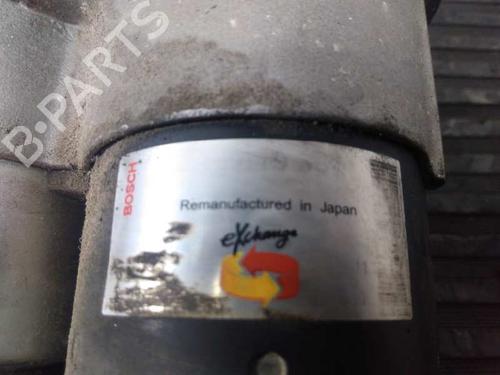 B-PARTS
BOSCH
Remanufactured in Japan
eXchange